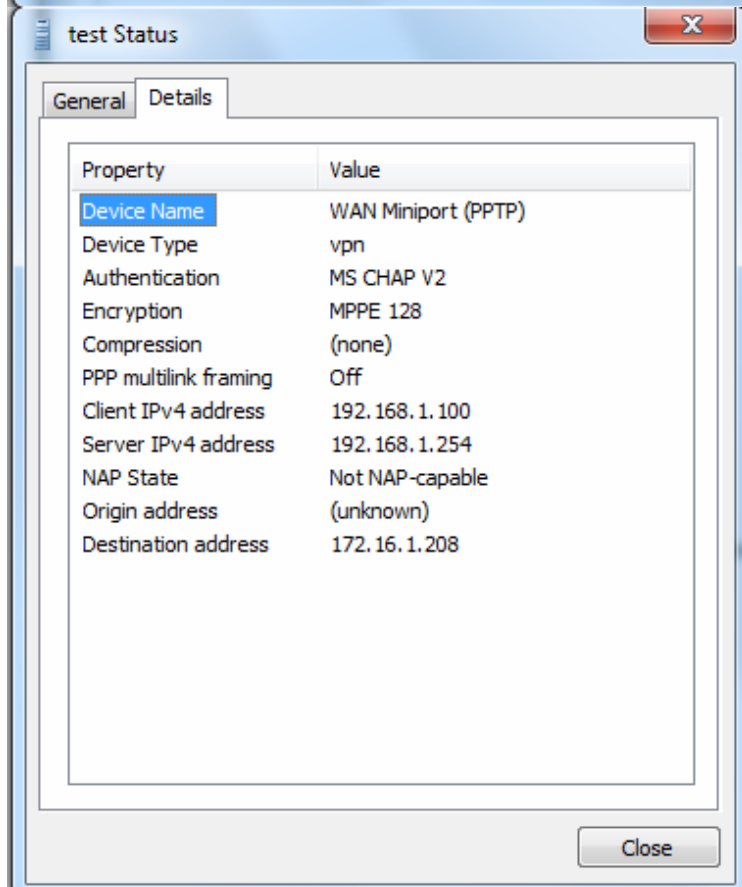 test Status
General Details
Property Value
Device Name WAN Miniport (PPTP)
Device Type vpn
Authentication MS CHAP V2
Encryption MPPE 128
Compression (none)
PPP multilink framing Off
Client IPv4 address 192.168.1.100
Server IPv4 address 192.168.1.254
NAP State Not NAP-capable
Origin address (unknown)
Destination address 172.16.1.208
Close